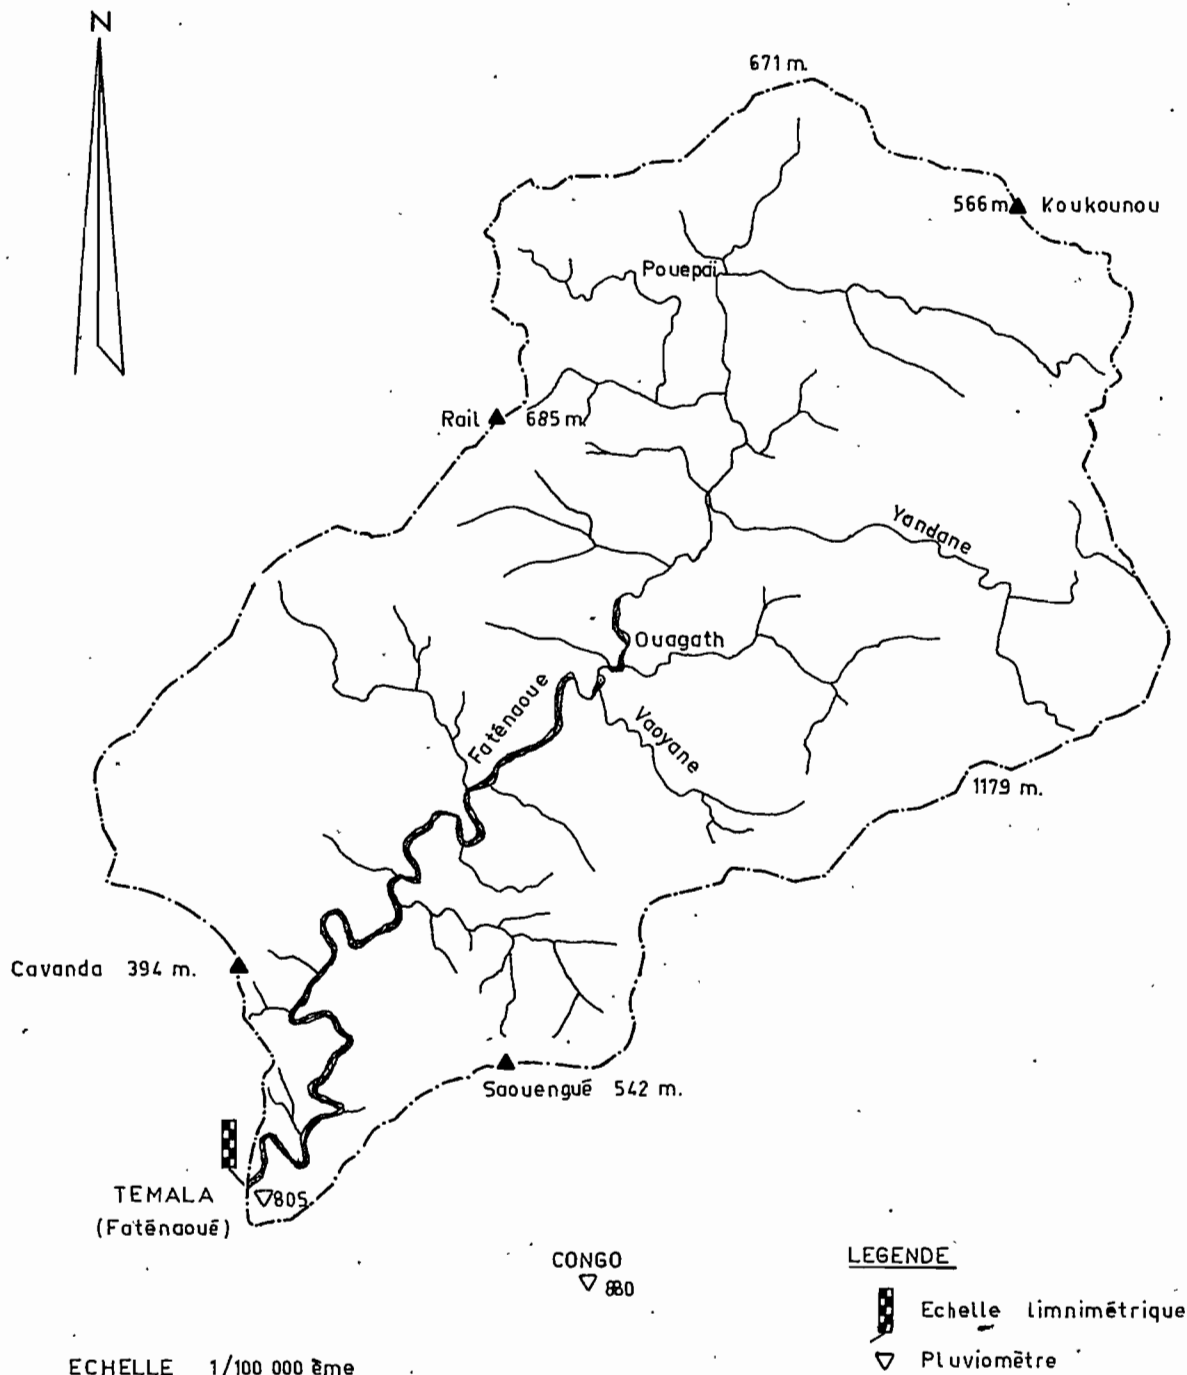 N
671 m.
566 m Koukounou
Pouepaï
Rail 685 m
Yandane
Ouagath
Faténaoue
Vaoyane
1179 m.
Cavanda 394 m.
Saouengué 542 m.
TEMALA
(Faténaoué)
805
CONGO
880
LEGENDE
Echelle limnimétrique
Pluviomètre
ECHELLE 1/100 000 ème